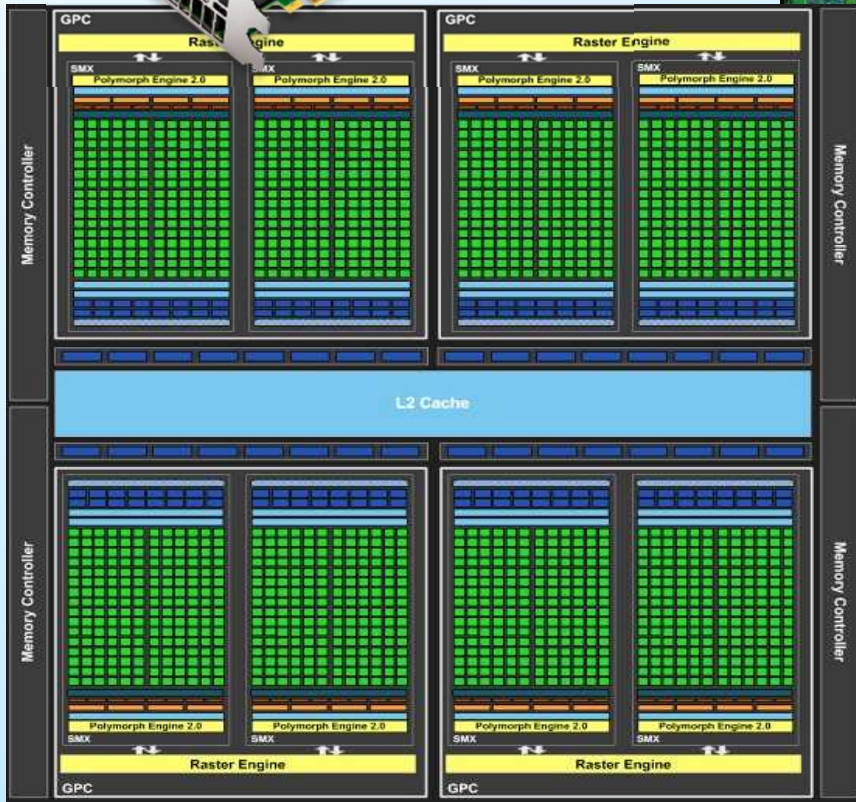 GPC
GPC
Raster Engine
Raster Engine
SMX
SMX
SMX
SMX
Polymorph Engine 2.0
Polymorph Engine 2.0
Polymorph Engine 2.0
Polymorph Engine 2.0
Memory Controller
Memory Controller
L2 Cache
Memory Controller
Memory Controller
Polymorph Engine 2.0
Polymorph Engine 2.0
Polymorph Engine 2.0
Polymorph Engine 2.0
SMX
SMX
SMX
SMX
Raster Engine
Raster Engine
GPC
GPC